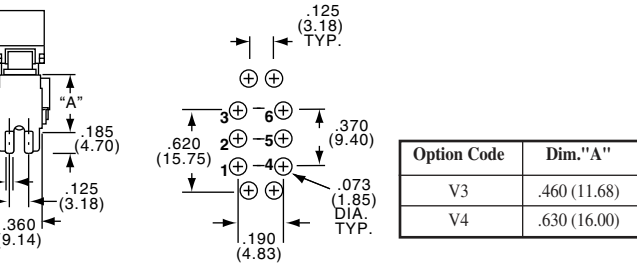 "A"
.185
(4.70)
.125
(3.18)
.360
(9.14)
.125
(3.18)
TYP.
3 6
2 5
1 4
.620
(15.75)
.370
(9.40)
.073
(1.85)
DIA.
TYP.
.190
(4.83)
Option Code Dim."A"
V3 .460 (11.68)
V4 .630 (16.00)